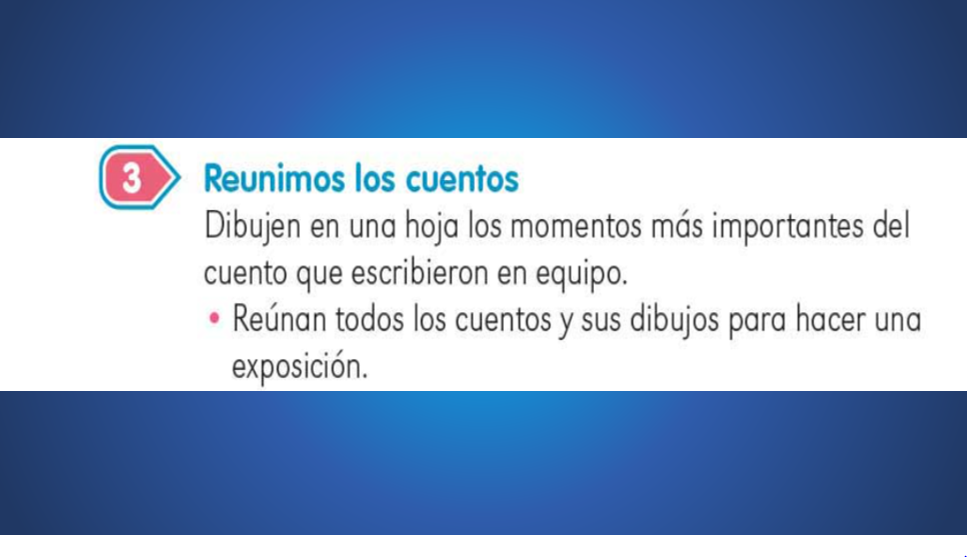 3
Reunimos los cuentos
Dibujen en una hoja los momentos más importantes del
cuento que escribieron en equipo.
• Reúnan todos los cuentos y sus dibujos para hacer una
exposición.